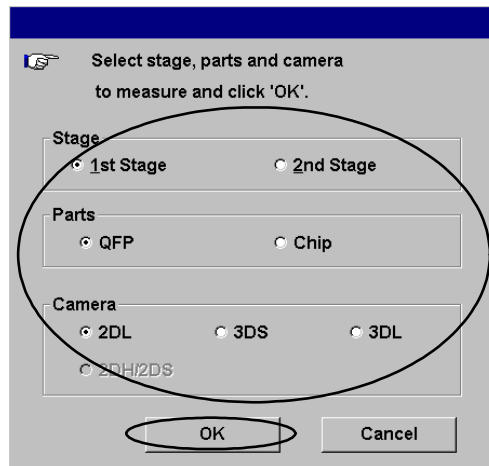 Select stage, parts and camera
to measure and click 'OK'.
Stage
1st Stage 2nd Stage
Parts
QFP Chip
Camera
2DL 3DS 3DL
2DH/2DS
OK Cancel